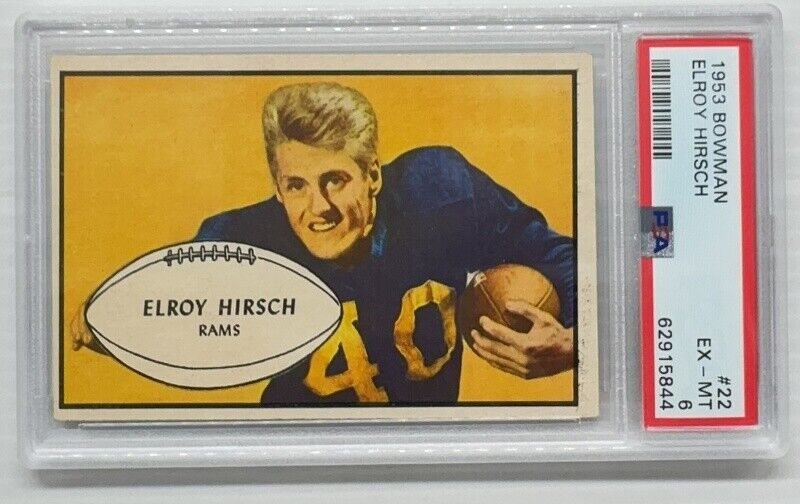 ELROY HIRSCH
RAMS
40
1953 BOWMAN
ELROY HIRSCH
PSA
#22
EX - MT
6
62915844